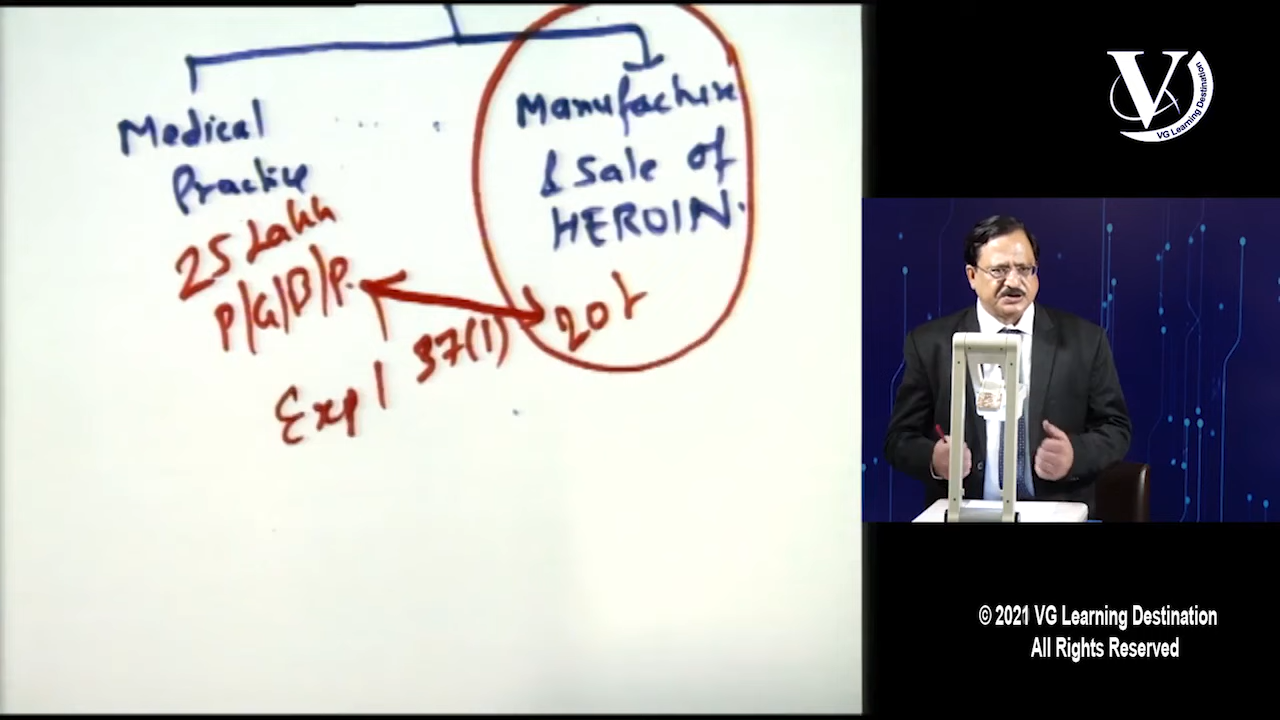 Medical
Practice
25 Lakh
P/G/B/P.
Expl
37(1)
Manufacture
& Sale of
HEROIN.
20L
V
VG Learning Destination
© 2021 VG Learning Destination
All Rights Reserved